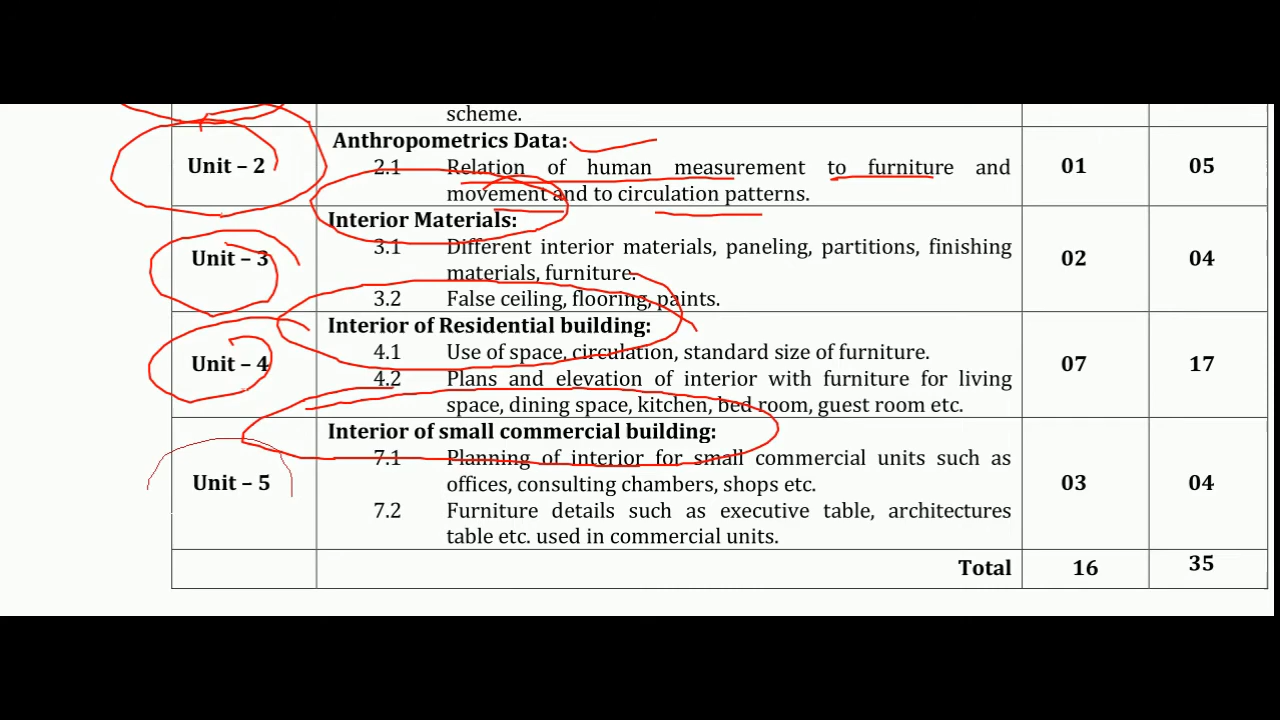 scheme.
Unit – 2
Anthropometrics Data:
2.1 Relation of human measurement to furniture and
movement and to circulation patterns.
01
05
Unit – 3
Interior Materials:
3.1 Different interior materials, paneling, partitions, finishing
materials, furniture.
3.2 False ceiling, flooring, paints.
02
04
Unit – 4
Interior of Residential building:
4.1 Use of space, circulation, standard size of furniture.
4.2 Plans and elevation of interior with furniture for living
space, dining space, kitchen, bed room, guest room etc.
07
17
Unit – 5
Interior of small commercial building:
7.1 Planning of interior for small commercial units such as
offices, consulting chambers, shops etc.
7.2 Furniture details such as executive table, architectures
table etc. used in commercial units.
03
04
Total 16 35